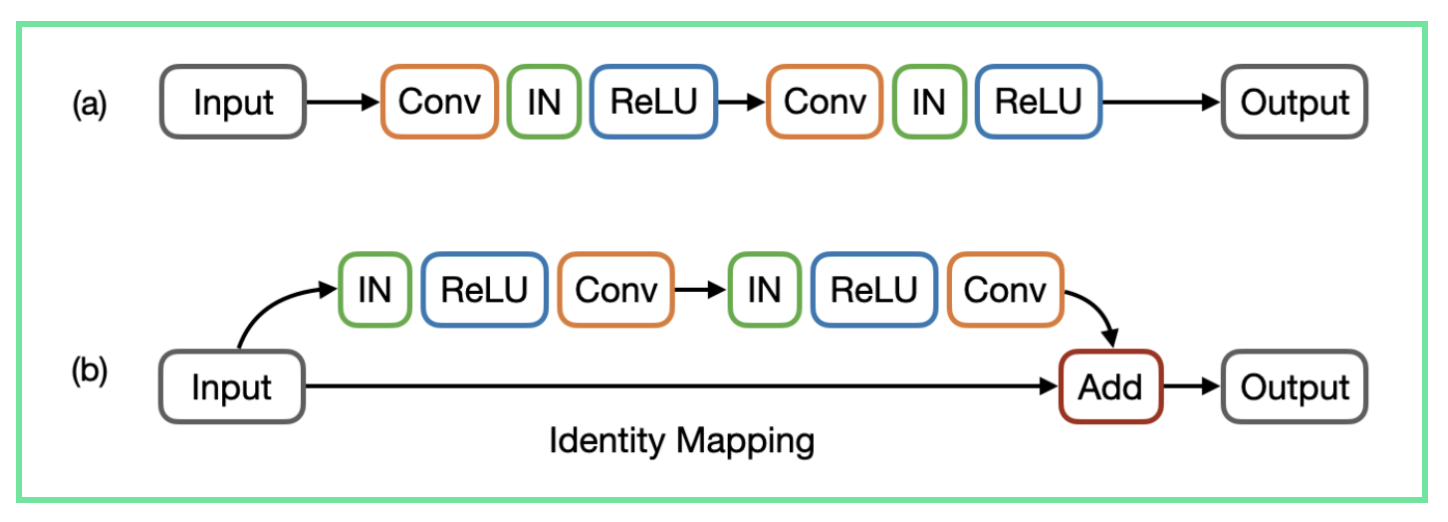 (a) Input Conv IN ReLU Conv IN ReLU Output
IN ReLU Conv IN ReLU Conv
(b) Input Add Output
Identity Mapping